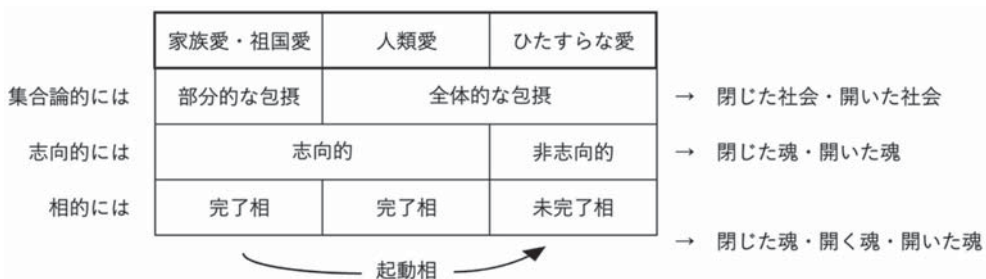 家族愛・祖国愛 人類愛 ひたすらな愛
集合論的には 部分的な包摂 全体的な包摂 → 閉じた社会・開いた社会
志向的には 志向的 非志向的 → 閉じた魂・開いた魂
相的には 完了相 完了相 未完了相
→ 閉じた魂・開く魂・開いた魂
起動相